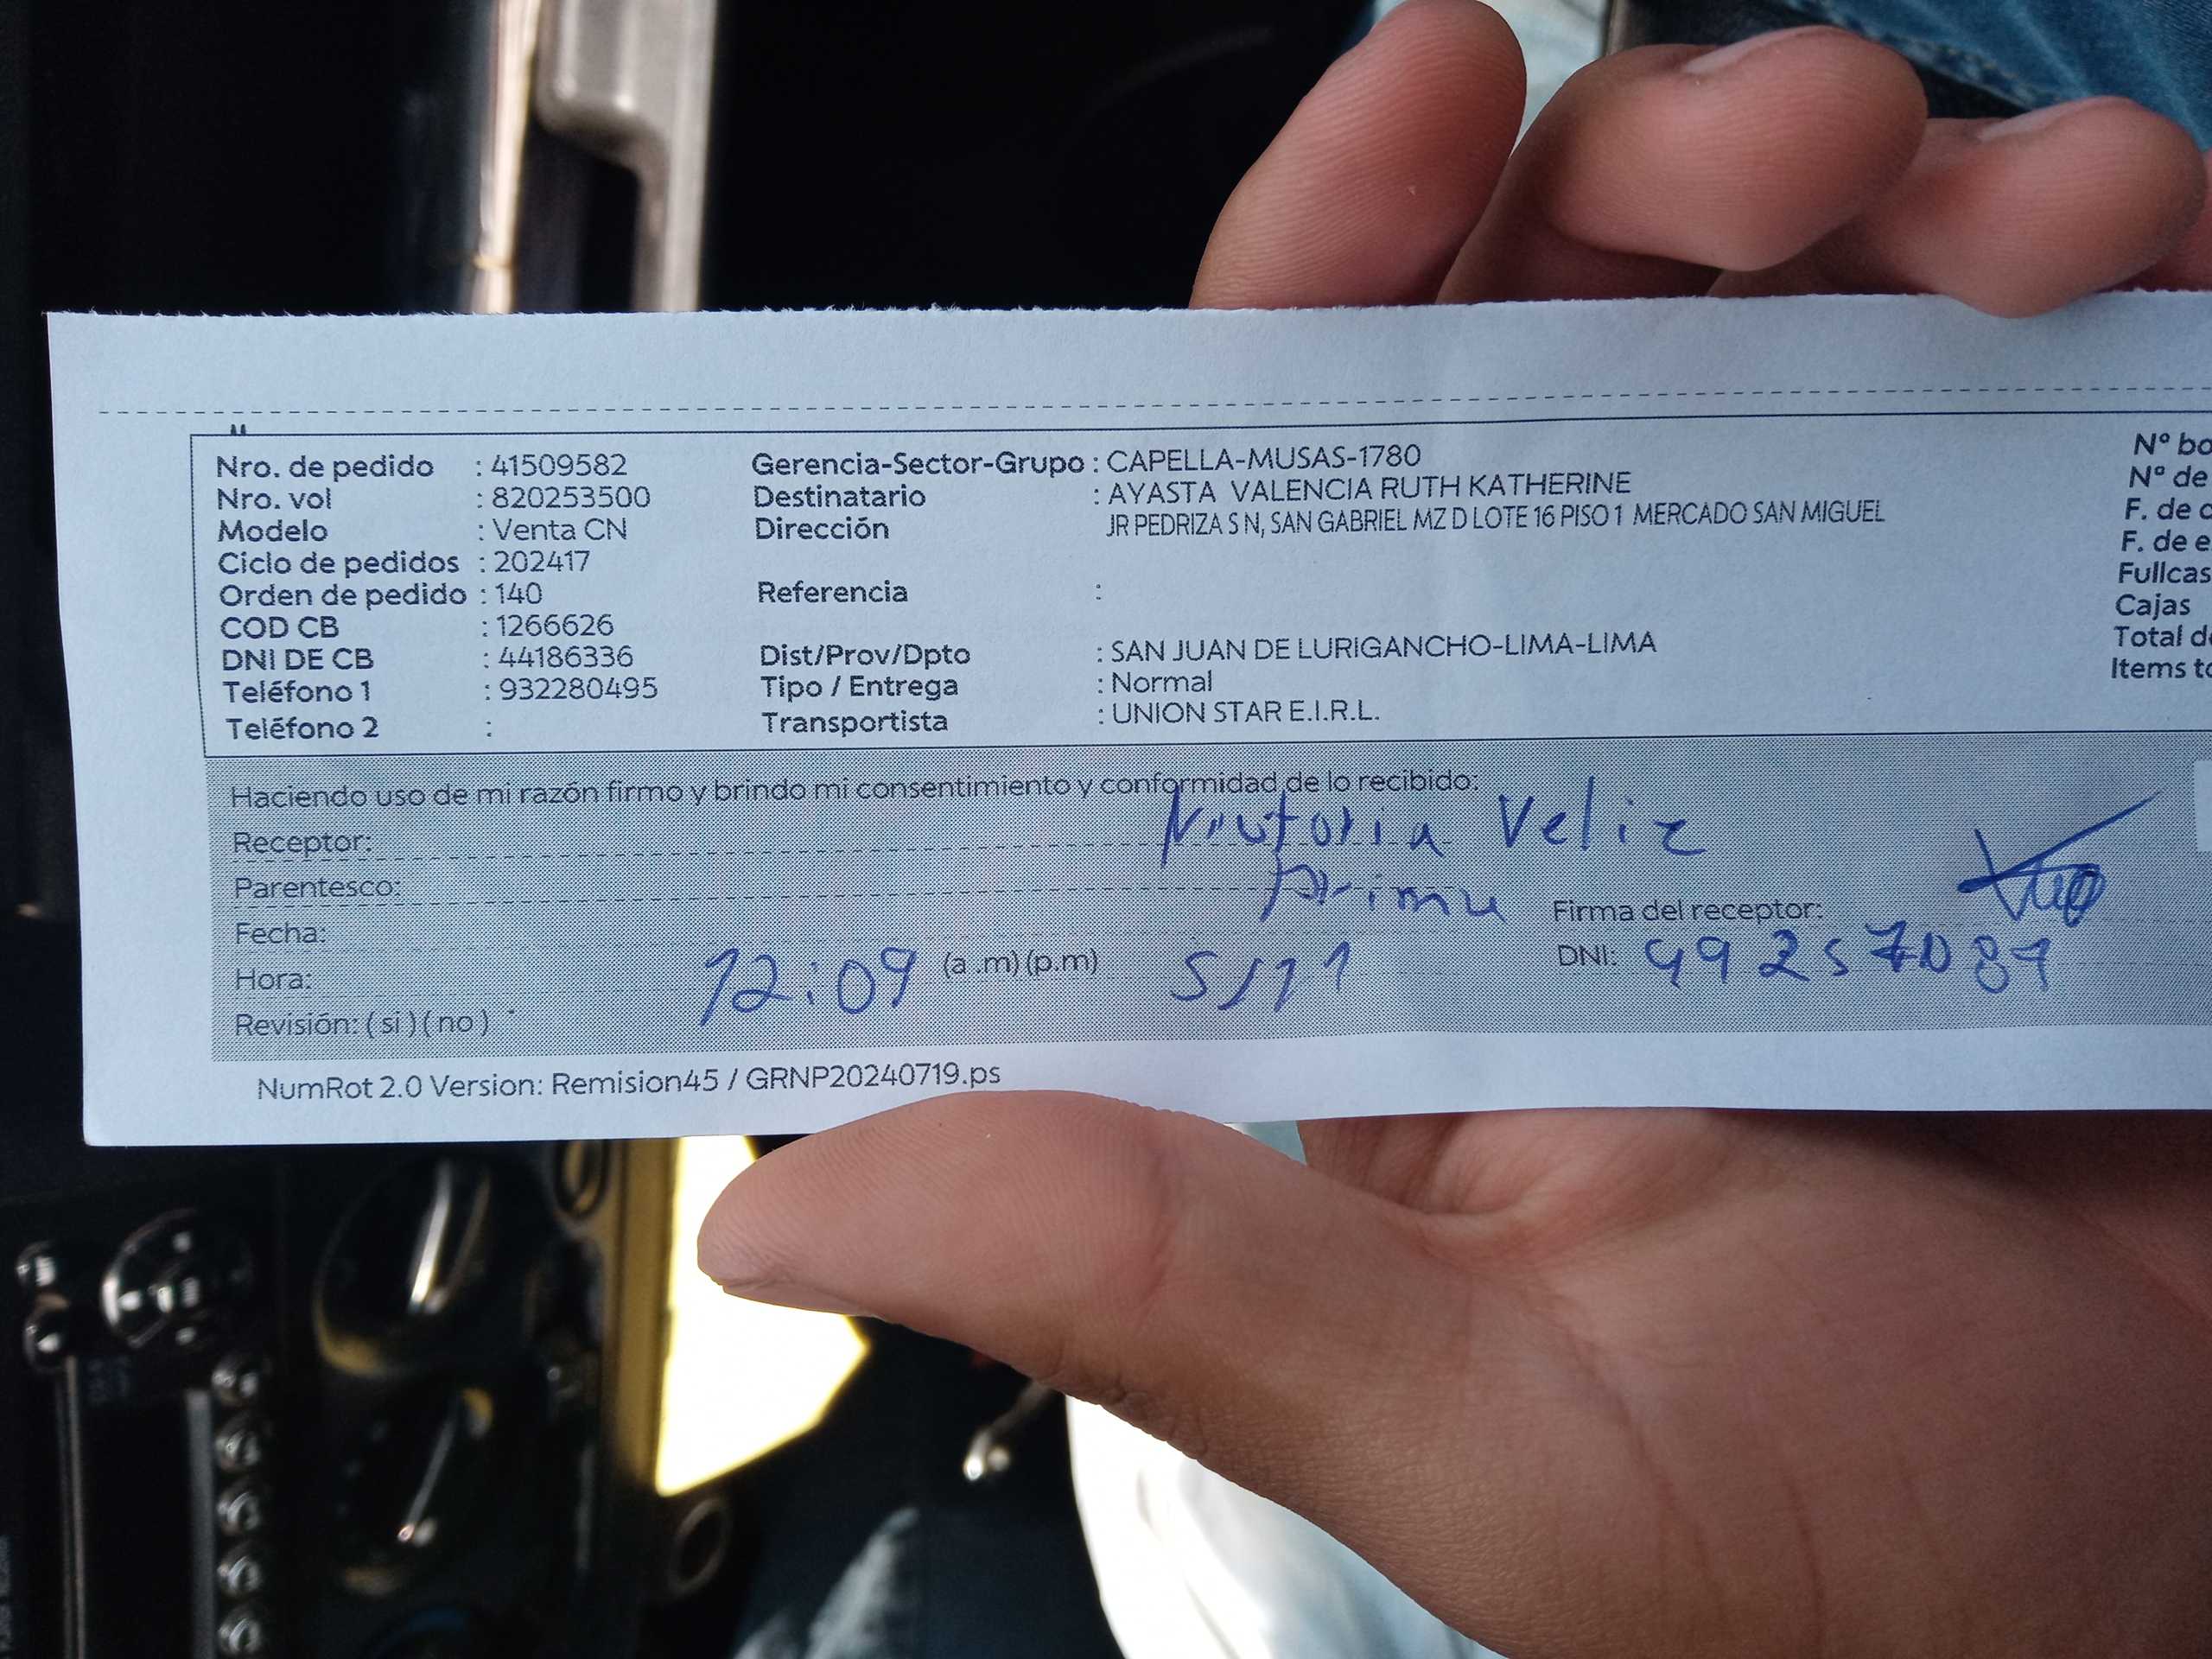 Nro. de pedido : 41509582 Gerencia-Sector-Grupo : CAPELLA-MUSAS-1780 Nº bo
Nro. vol : 820253500 Destinatario : AYASTA VALENCIA RUTH KATHERINE Nº de
Modelo : Venta CN Dirección JR PEDRIZA S N, SAN GABRIEL MZ D LOTE 16 PISO 1 MERCADO SAN MIGUEL F. de
Ciclo de pedidos : 202417 F. de e
Orden de pedido : 140 Referencia : Fullcas
COD CB : 1266626 Cajas
DNI DE CB : 44186336 Dist/Prov/Dpto : SAN JUAN DE LURIGANCHO-LIMA-LIMA Total de
Teléfono 1 : 932280495 Tipo / Entrega : Normal Items to
Teléfono 2 : Transportista : UNION STAR E.I.R.L.
Haciendo uso de mi razón firmo y brindo mi consentimiento y conformidad de lo recibido:
Receptor: Veliz
Parentesco:
Fecha: Firma del receptor:
Hora: 12:09 (a .m) (p.m) 5/11 DNI:
Revisión: ( si ) ( no )
NumRot 2.0 Version: Remision45 / GRNP20240719.ps